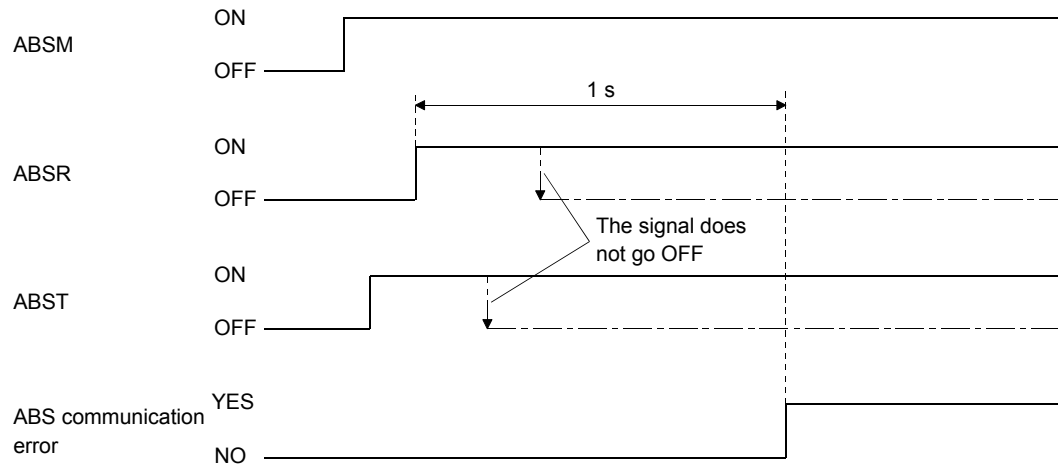 ON
ABSM
OFF
1 s
ON
ABSR
OFF
The signal does
not go OFF
ON
ABST
OFF
YES
ABS communication
error
NO